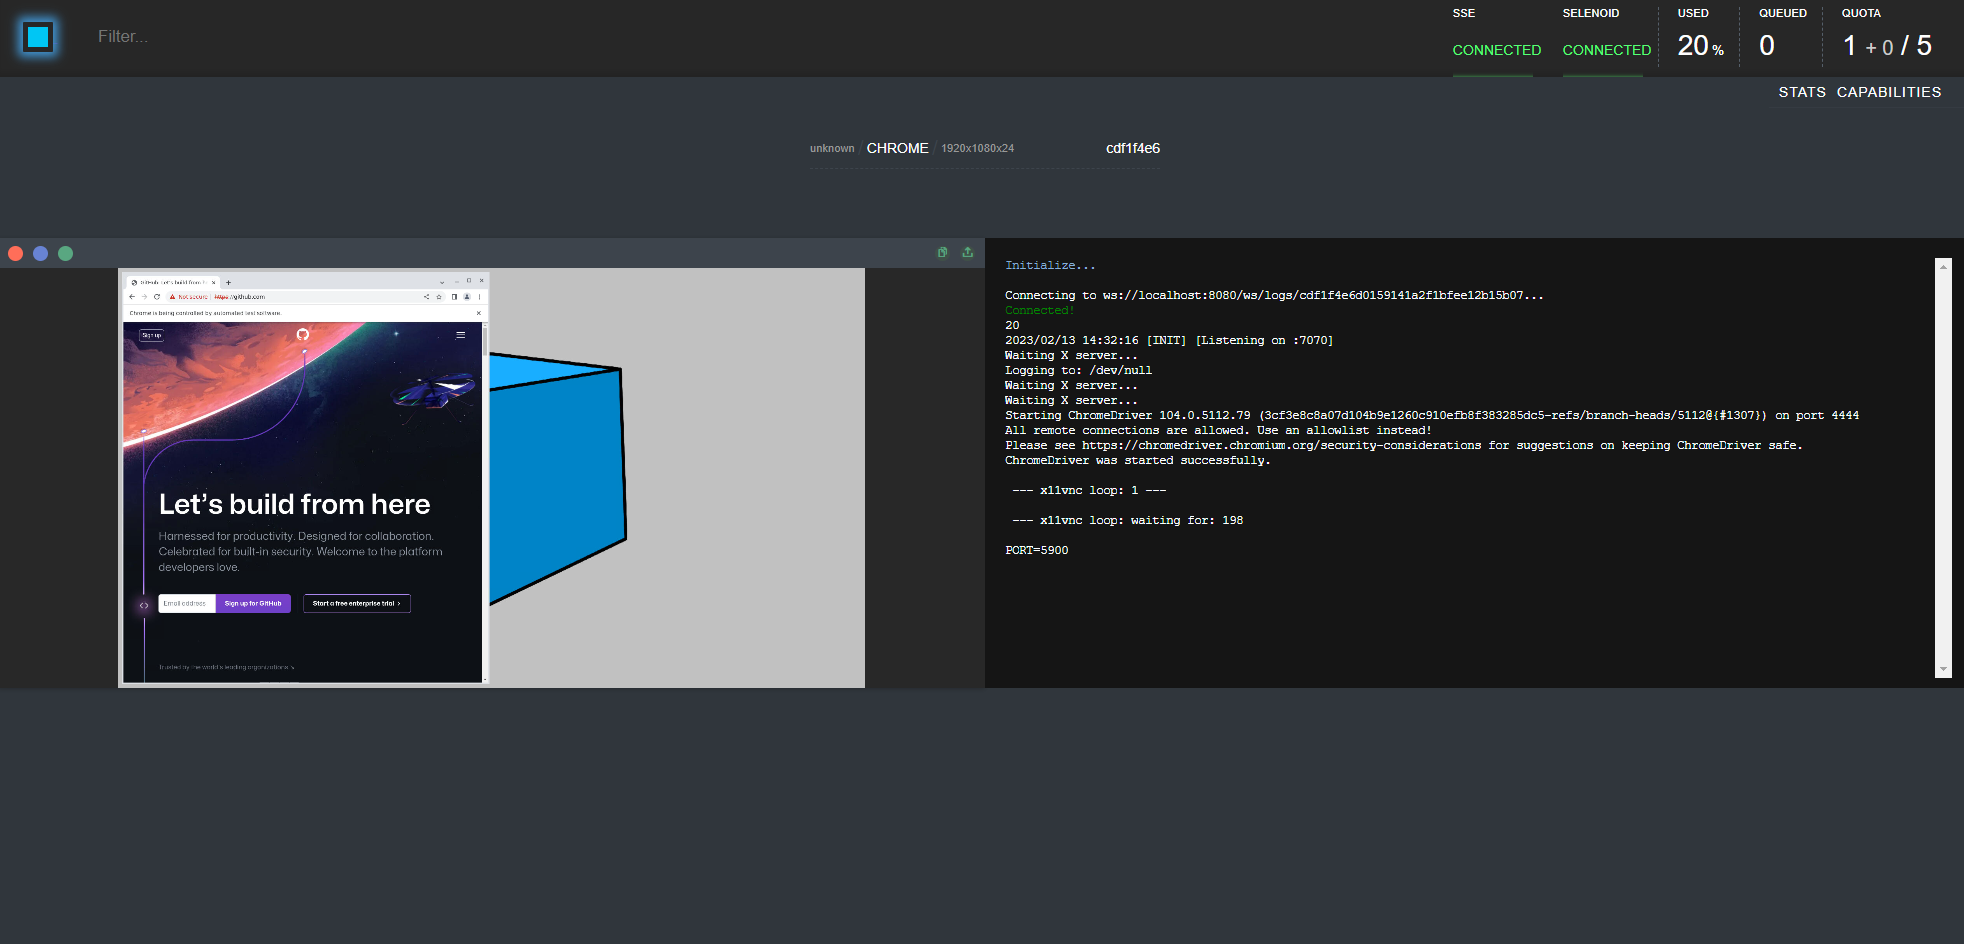 Filter...
SSE
CONNECTED
SELENOID
CONNECTED
USED
20 %
QUEUED
0
QUOTA
1 + 0 / 5
STATS CAPABILITIES
unknown / CHROME / 1920x1080x24 cdf1f4e6
GitHub: Let's build from he
Not secure | https://github.com
Chrome is being controlled by automated test software.
Sign up
Let's build from here
Harnessed for productivity. Designed for collaboration.
Celebrated for built-in security. Welcome to the platform
developers love.
Email address
Sign up for GitHub
Start a free enterprise trial >
Trusted by the world's leading organizations ↘
Initialize...
Connecting to ws://localhost:8080/ws/logs/cdf1f4e6d0159141a2f1bfee12b15b07...
Connected!
20
2023/02/13 14:32:16 [INIT] [Listening on :7070]
Waiting X server...
Logging to: /dev/null
Waiting X server...
Waiting X server...
Starting ChromeDriver 104.0.5112.79 (3cf3e8c8a07d104b9e1260c910efb8f383285dc5-refs/branch-heads/5112@{#1307}) on port 4444
All remote connections are allowed. Use an allowlist instead!
Please see https://chromedriver.chromium.org/security-considerations for suggestions on keeping ChromeDriver safe.
ChromeDriver was started successfully.
--- x11vnc loop: 1 ---
--- x11vnc loop: waiting for: 198
PORT=5900